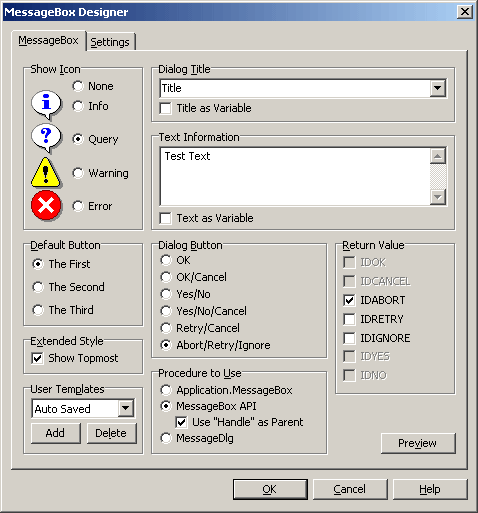 MessageBox Designer
MessageBox
Settings
Show Icon
None
Info
Query
Warning
Error
Dialog Title
Title
Title as Variable
Text Information
Test Text
Text as Variable
Default Button
The First
The Second
The Third
Dialog Button
OK
OK/Cancel
Yes/No
Yes/No/Cancel
Retry/Cancel
Abort/Retry/Ignore
Return Value
IDOK
IDCANCEL
IDABORT
IDRETRY
IDIGNORE
IDYES
IDNO
Extended Style
Show Topmost
User Templates
Auto Saved
Add
Delete
Procedure to Use
Application.MessageBox
MessageBox API
Use "Handle" as Parent
MessageDlg
Preview
OK
Cancel
Help